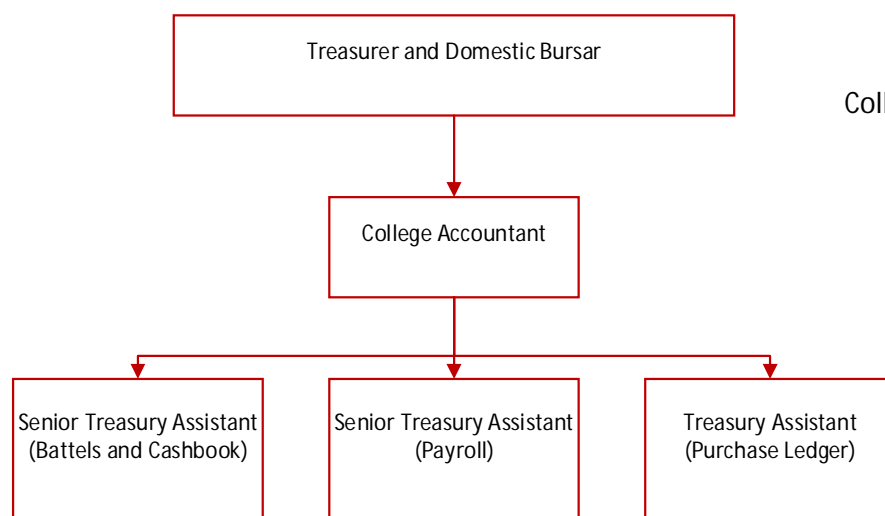 Treasurer and Domestic Bursar
Coll
College Accountant
Senior Treasury Assistant
(Battels and Cashbook)
Senior Treasury Assistant
(Payroll)
Treasury Assistant
(Purchase Ledger)